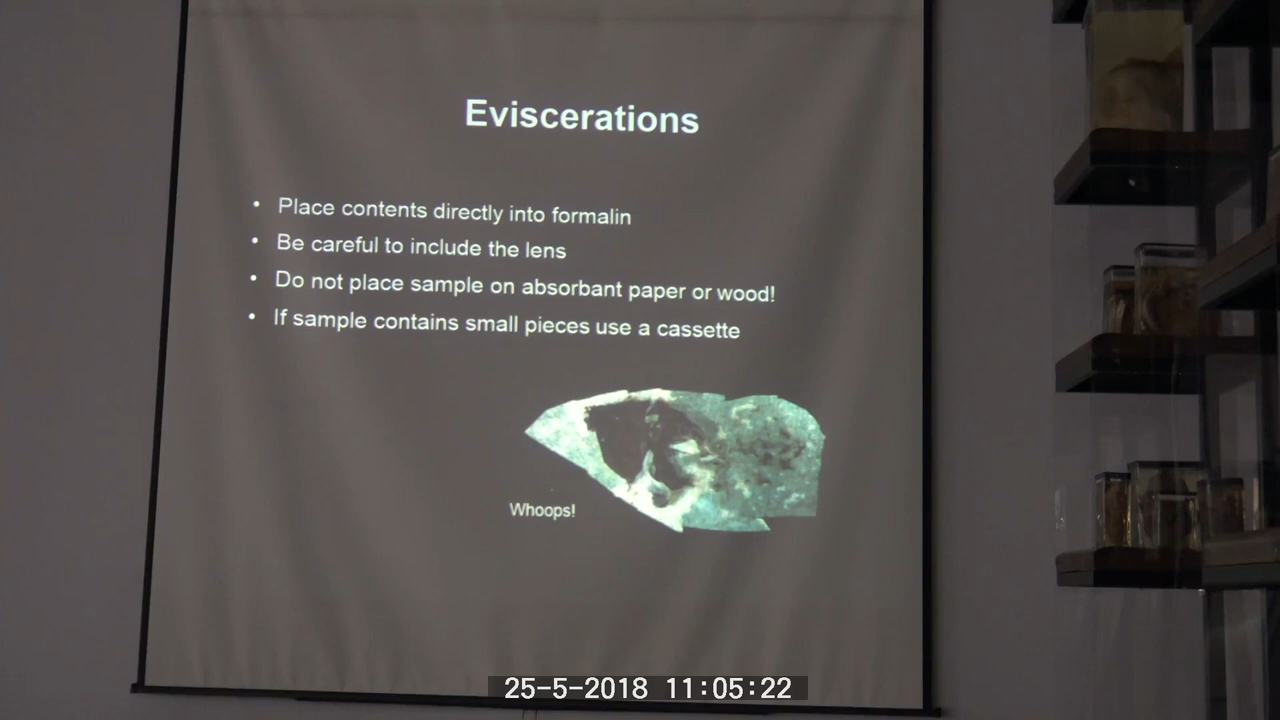 Eviscerations
• Place contents directly into formalin
• Be careful to include the lens
• Do not place sample on absorbant paper or wood!
• If sample contains small pieces use a cassette
Whoops!
25-5-2018 11:05:22